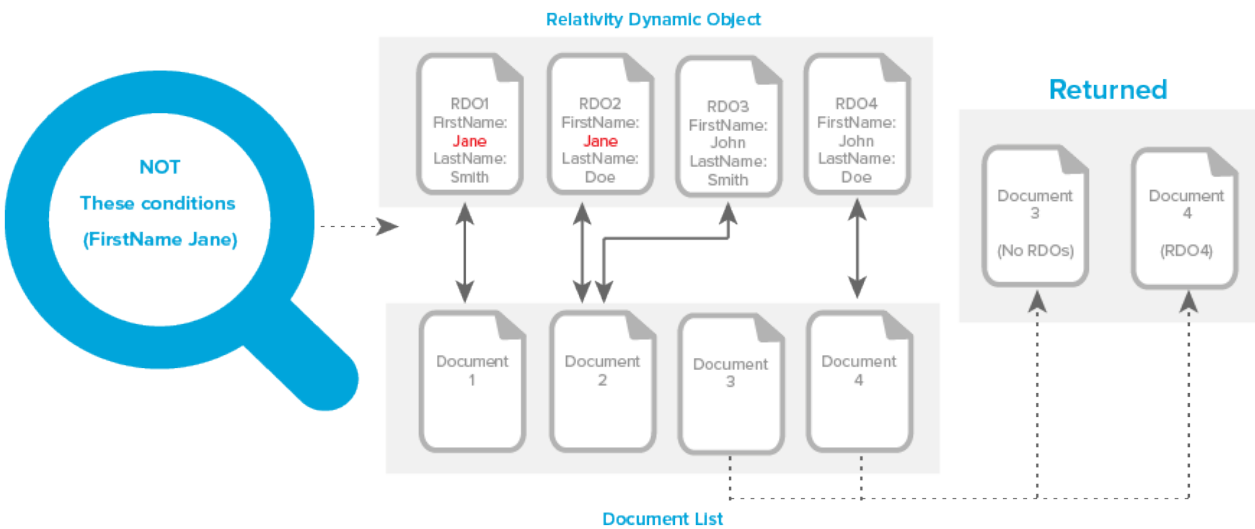 Relativity Dynamic Object
NOT
These conditions
(FirstName Jane)
RDO1
FirstName:
Jane
LastName:
Smith
RDO2
FirstName:
Jane
LastName:
Doe
RDO3
FirstName:
John
LastName:
Smith
RDO4
FirstName:
John
LastName:
Doe
Returned
Document
3
(No RDOs)
Document
4
(RDO4)
Document
1
Document
2
Document
3
Document
4
Document List